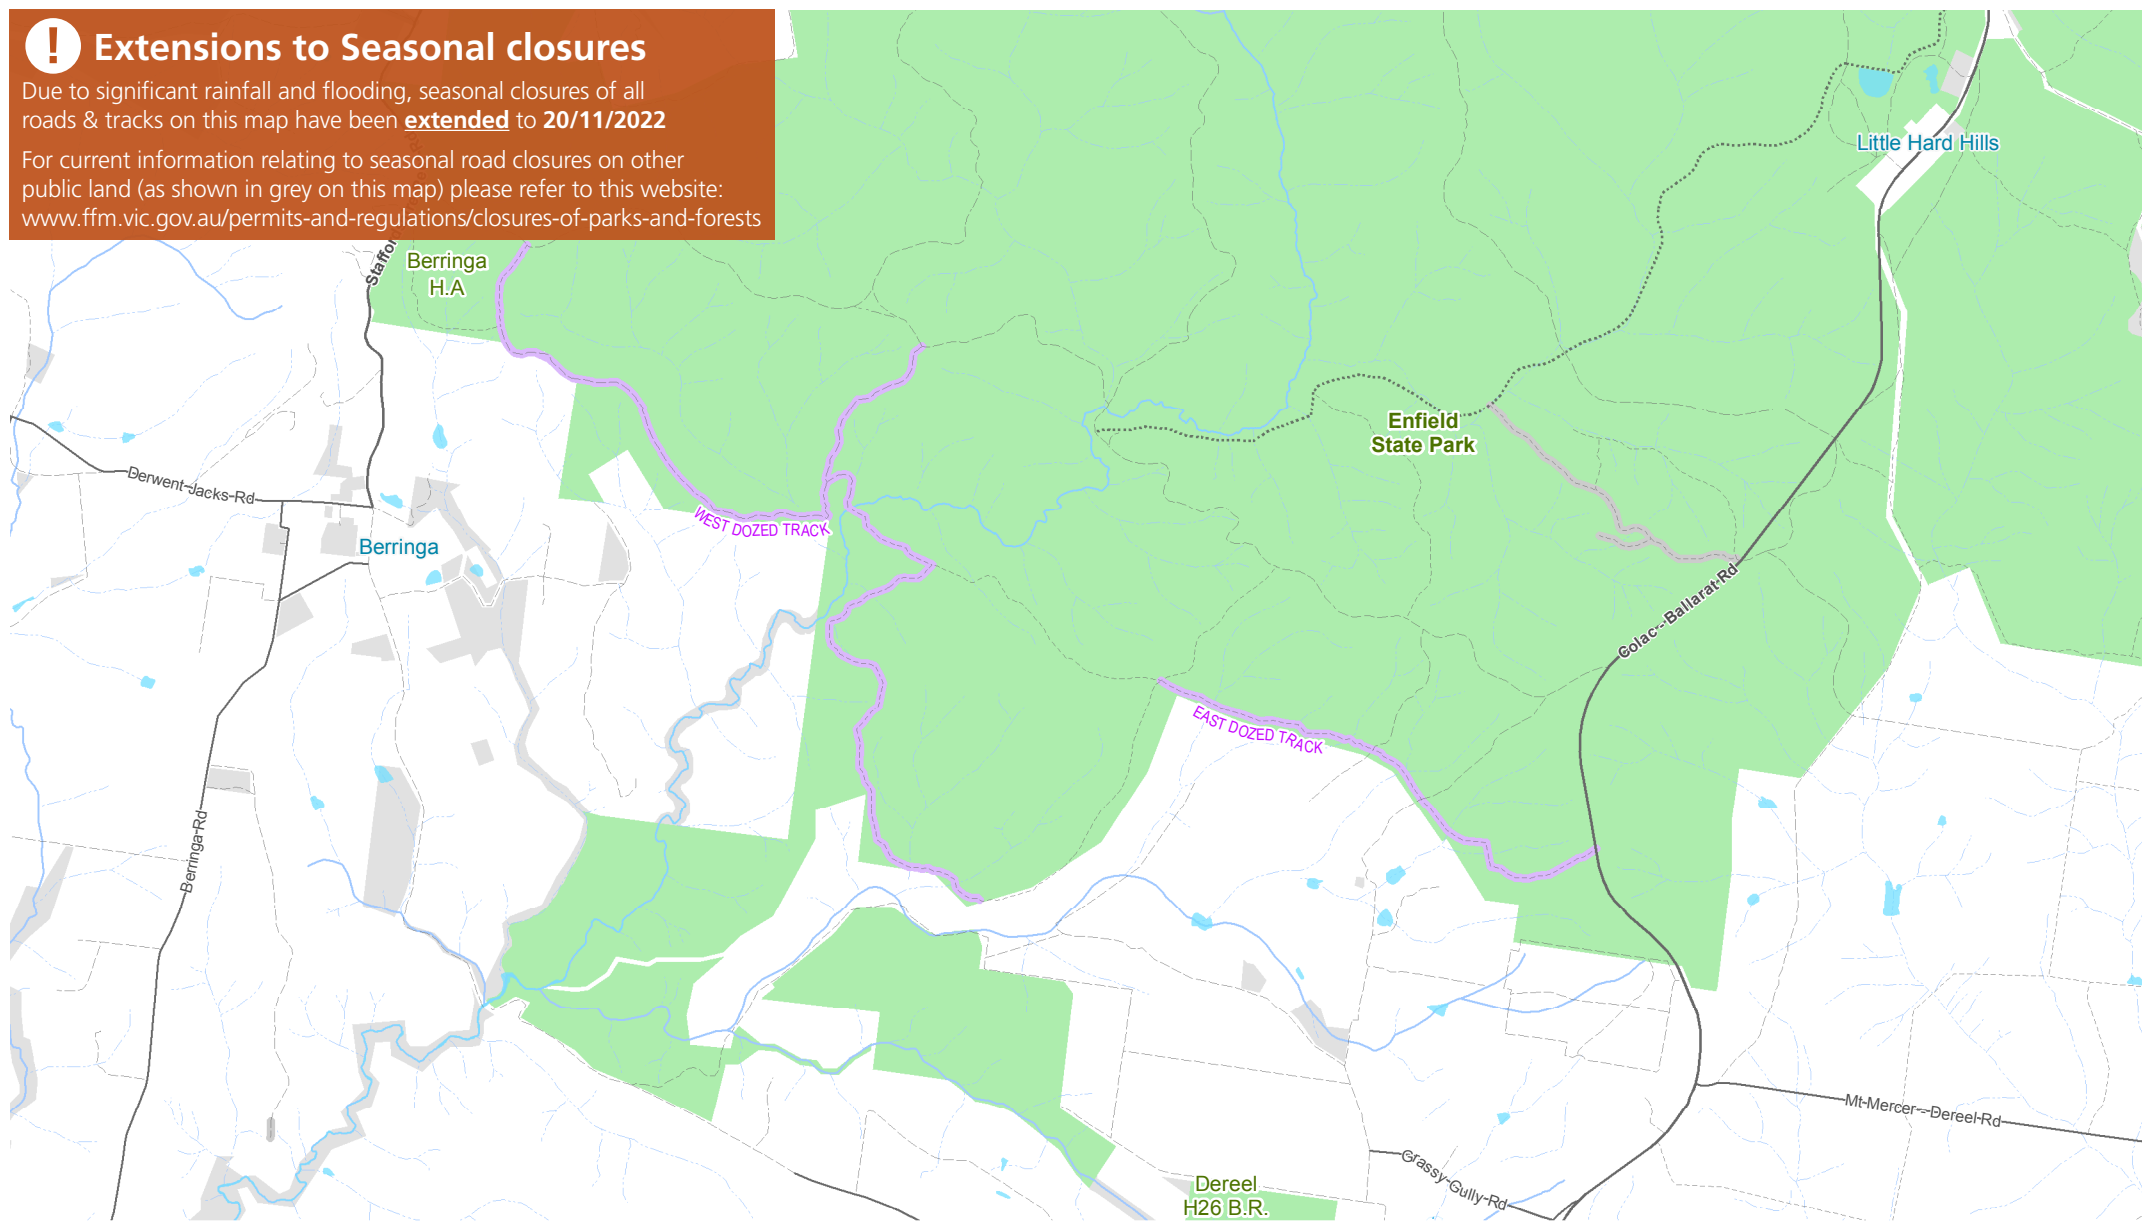 ! Extensions to Seasonal closures
Due to significant rainfall and flooding, seasonal closures of all
roads & tracks on this map have been extended to 20/11/2022
For current information relating to seasonal road closures on other
public land (as shown in grey on this map) please refer to this website:
www.ffm.vic.gov.au/permits-and-regulations/closures-of-parks-and-forests
Little Hard Hills
Berringa
H.A
Enfield
State Park
Derwent-Jacks-Rd
WEST DOZED TRACK
Berringa
Colac--Ballarat-Rd
EAST DOZED TRACK
Berringa-Rd
Mt-Mercer--Dereel-Rd
Grassy-Gully-Rd
Dereel
H26 B.R.